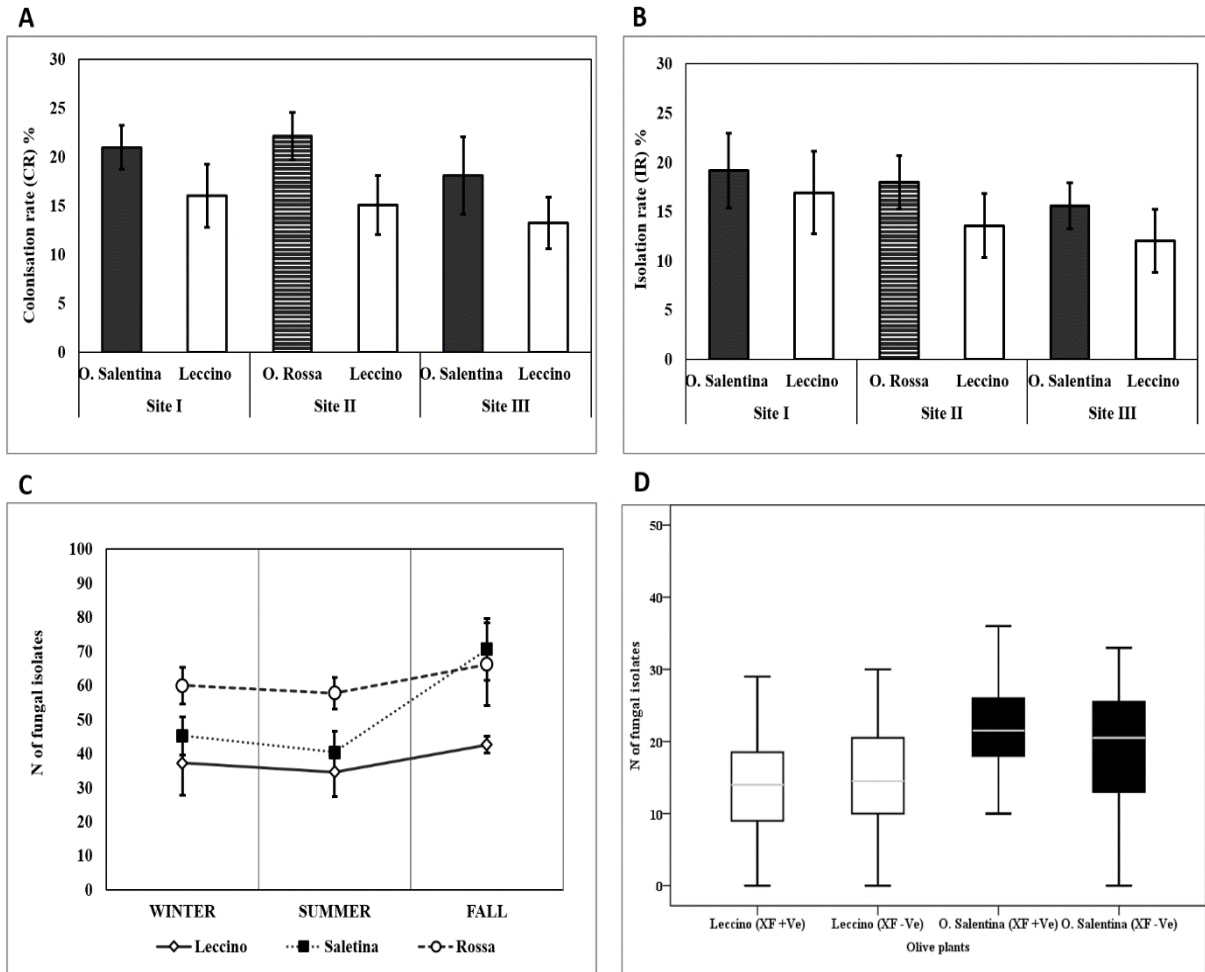 A
Colonisation rate (CR) %
30
25
20
15
10
5
0
O. Salentina Leccino O. Rossa Leccino O. Salentina Leccino
Site I Site II Site III
B
Isolation rate (IR) %
30
25
20
15
10
5
0
O. Salentina Leccino O. Rossa Leccino O. Salentina Leccino
Site I Site II Site III
C
N of fungal isolates
100
90
80
70
60
50
40
30
20
10
0
WINTER SUMMER FALL
Leccino Saletina Rossa
D
N of fungal isolates
50
40
30
20
10
0
Leccino (XF +Ve) Leccino (XF -Ve) O. Salentina (XF +Ve) O. Salentina (XF -Ve)
Olive plants